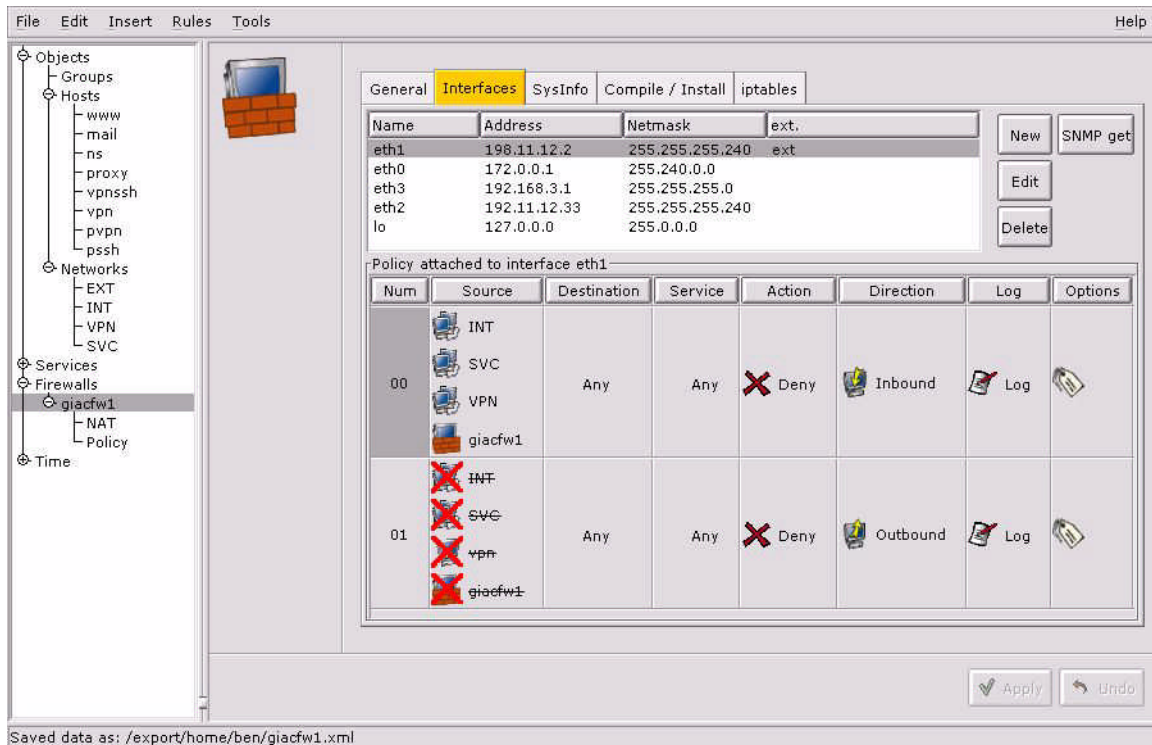 File Edit Insert Rules Tools Help
Objects
Groups
Hosts
www
mail
ns
proxy
vpnssh
vpn
pvpn
pssh
Networks
EXT
INT
VPN
SVC
Services
Firewalls
giacfw1
NAT
Policy
Time
General Interfaces SysInfo Compile / Install iptables
Name Address Netmask ext.
eth1 198.11.12.2 255.255.255.240 ext
eth0 172.0.0.1 255.240.0.0
eth3 192.168.3.1 255.255.255.0
eth2 192.11.12.33 255.255.255.240
lo 127.0.0.0 255.0.0.0
New SNMP get
Edit
Delete
Policy attached to interface eth1
Num Source Destination Service Action Direction Log Options
INT
SVC
00 Any Any Deny Inbound Log
VPN
giacfw1
INT
SVC
01 Any Any Deny Outbound Log
vpn
giacfw1
Apply Undo
Saved data as: /export/home/ben/giacfw1.xml